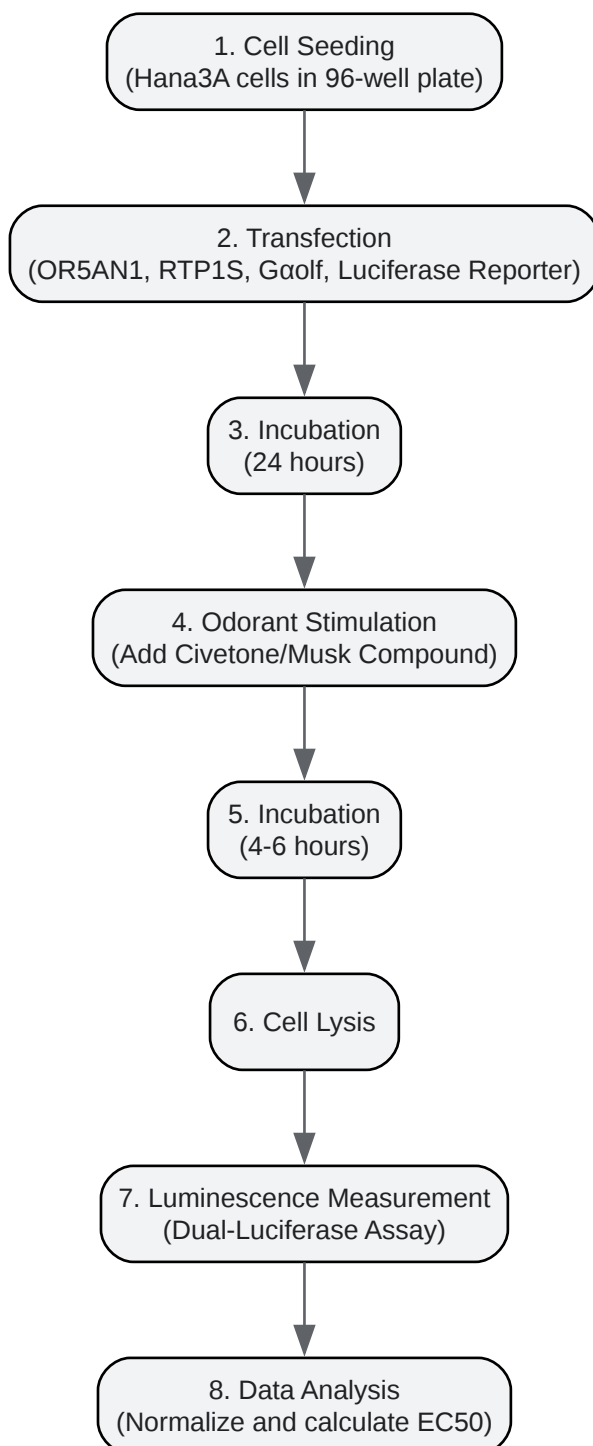 1. Cell Seeding
(Hana3A cells in 96-well plate)
2. Transfection
(OR5AN1, RTP1S, Gαolf, Luciferase Reporter)
3. Incubation
(24 hours)
4. Odorant Stimulation
(Add Civetone/Musk Compound)
5. Incubation
(4-6 hours)
6. Cell Lysis
7. Luminescence Measurement
(Dual-Luciferase Assay)
8. Data Analysis
(Normalize and calculate EC50)